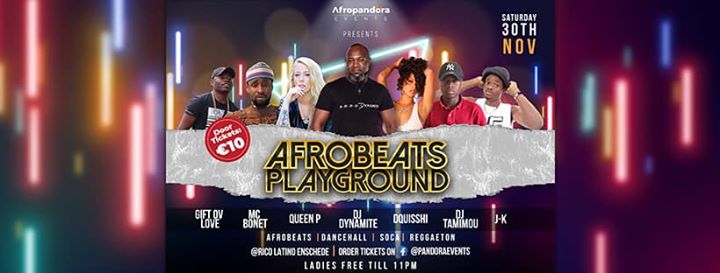 Afropandora
EVENTS
PRESENTS
SATURDAY
30TH
NOV
Door
Tickets:
€10
AFROBEATS
PLAYGROUND
GIFT OV LOVE
MC BONET
QUEEN P
DJ DYNAMITE
DQUISSHI
DJ TAMIMOU
J-K
AFROBEATS | DANCEHALL | SOCA | REGGAETON
@RICO LATINO ENSCHEDE | ORDER TICKETS ON f @PANDORAEVENTS
LADIES FREE TILL 11PM